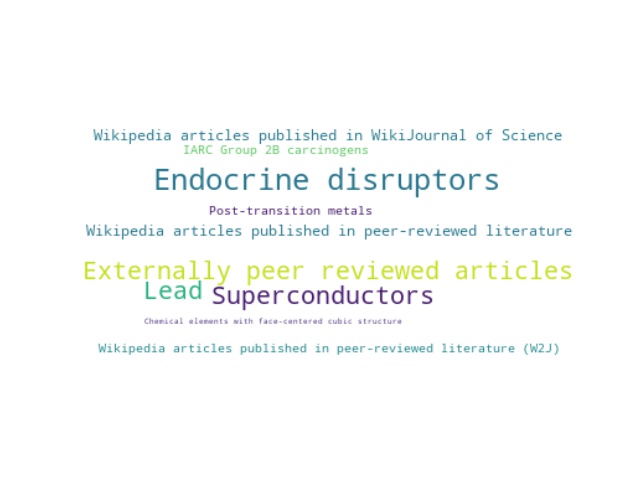 Wikipedia articles published in WikiJournal of Science
IARC Group 2B carcinogens
Endocrine disruptors
Post-transition metals
Wikipedia articles published in peer-reviewed literature
Externally peer reviewed articles
Lead
Superconductors
Chemical elements with face-centered cubic structure
Wikipedia articles published in peer-reviewed literature (W2J)